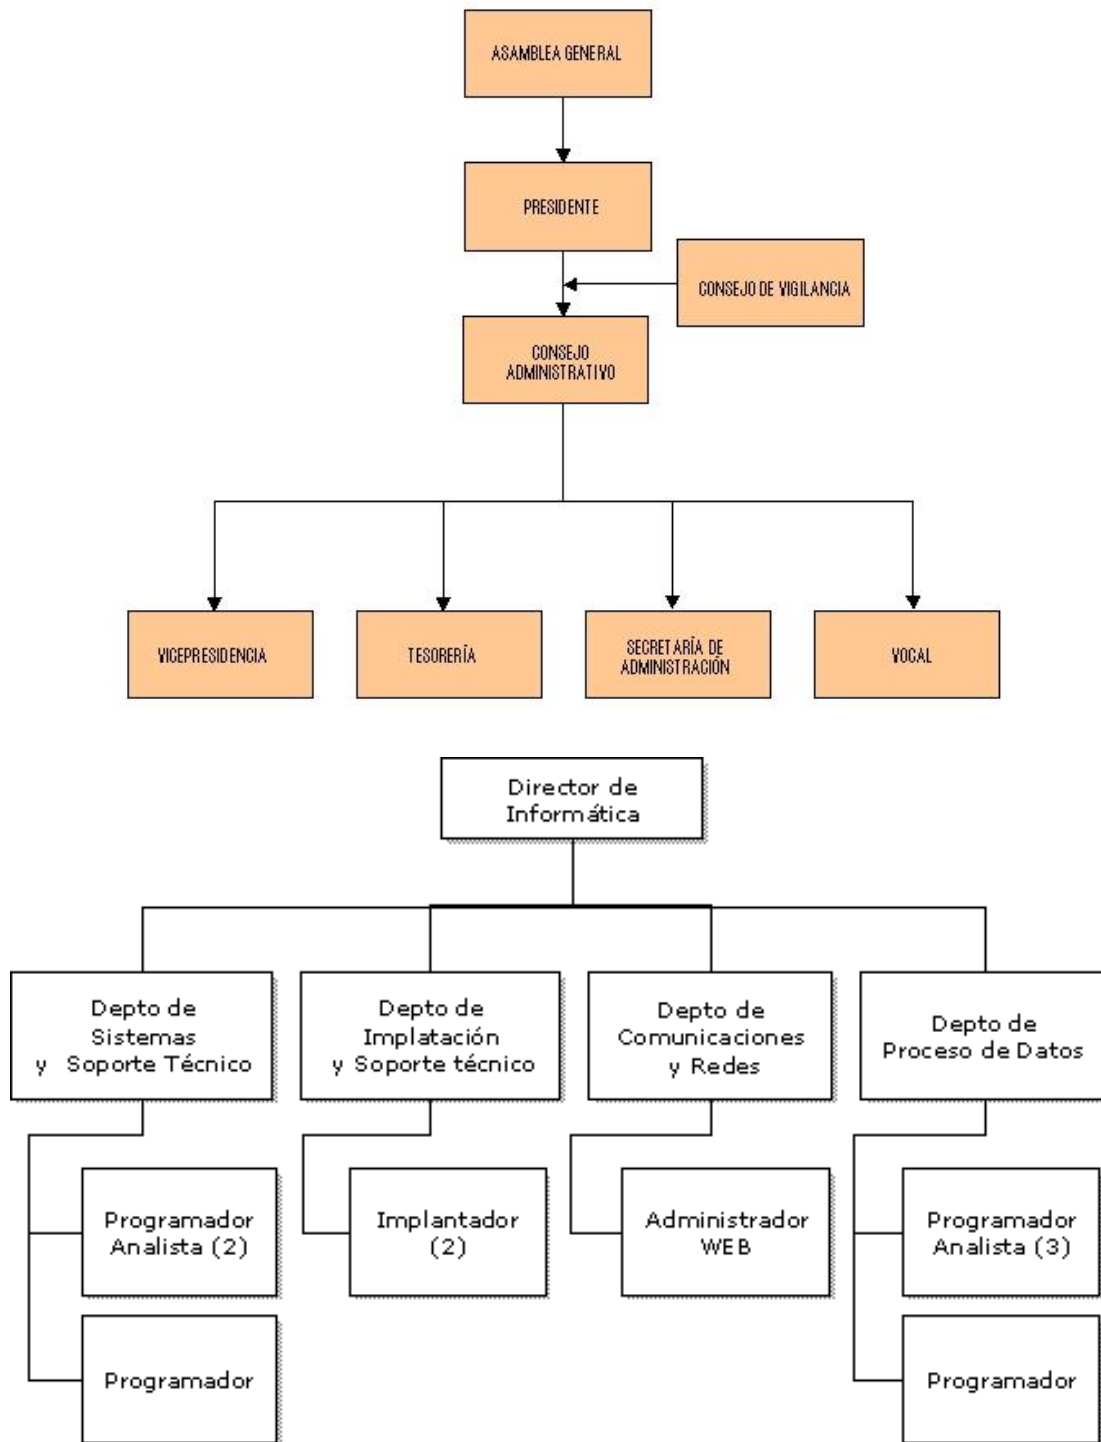 ASAMBLEA GENERAL
PRESIDENTE
CONSEJO DE VIGILANCIA
CONSEJO
ADMINISTRATIVO
VICEPRESIDENCIA
TESORERÍA
SECRETARÍA DE
ADMINISTRACIÓN
VOCAL
Director de
Informática
Depto de
Sistemas
y Soporte Técnico
Depto de
Implatación
y Soporte técnico
Depto de
Comunicaciones
y Redes
Depto de
Proceso de Datos
Programador
Analista (2)
Implantador
(2)
Administrador
WEB
Programador
Analista (3)
Programador
Programador